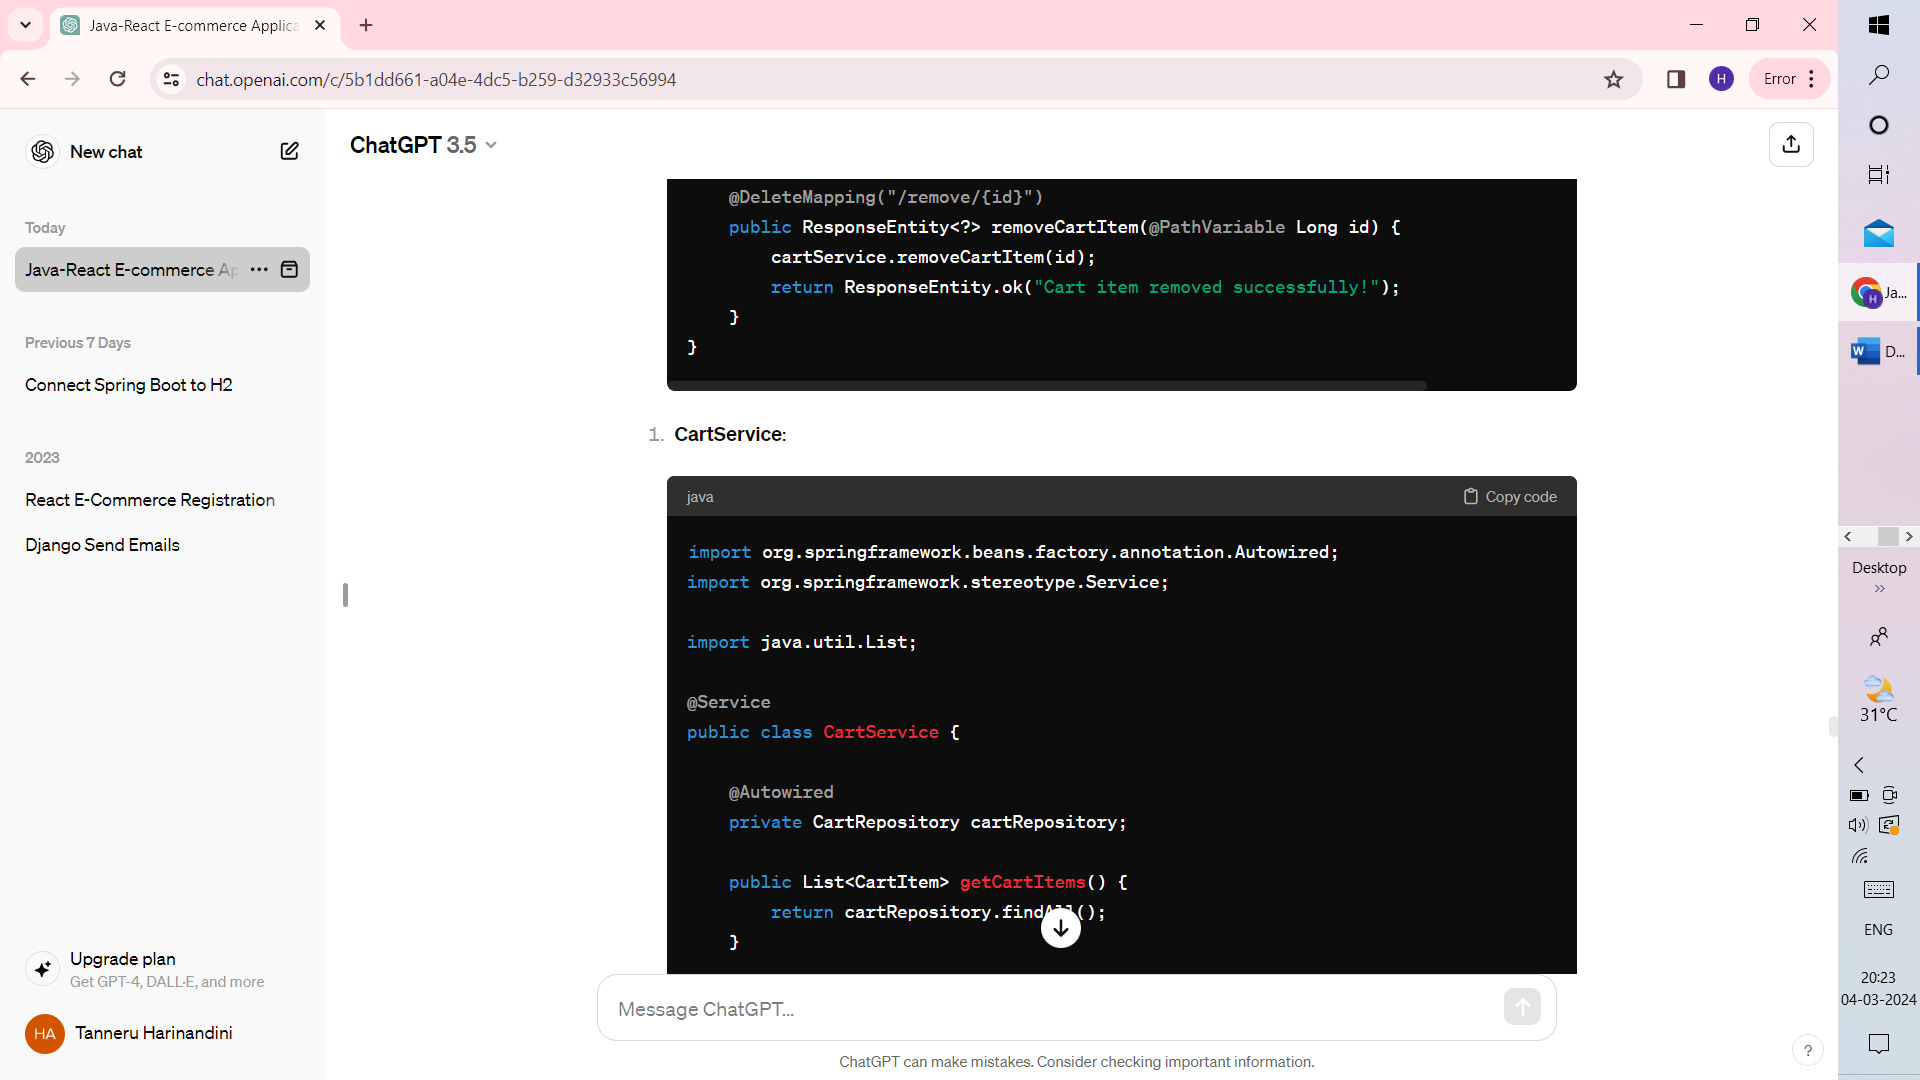 Java-React E-commerce Applica
chat.openai.com/c/5b1dd661-a04e-4dc5-b259-d32933c56994
H
Error
New chat
Today
Java-React E-commerce Ap
Previous 7 Days
Connect Spring Boot to H2
2023
React E-Commerce Registration
Django Send Emails
Upgrade plan
Get GPT-4, DALL·E, and more
HA
Tanneru Harinandini
ChatGPT 3.5
@DeleteMapping("/remove/{id}")
public ResponseEntity<?> removeCartItem(@PathVariable Long id) {
cartService.removeCartItem(id);
return ResponseEntity.ok("Cart item removed successfully!");
}
}
1. CartService:
java
Copy code
import org.springframework.beans.factory.annotation.Autowired;
import org.springframework.stereotype.Service;
import java.util.List;
@Service
public class CartService {
@Autowired
private CartRepository cartRepository;
public List<CartItem> getCartItems() {
return cartRepository.findAll();
}
Message ChatGPT...
ChatGPT can make mistakes. Consider checking important information.
?
H
Ja...
W
D...
Desktop
31°C
ENG
20:23
04-03-2024